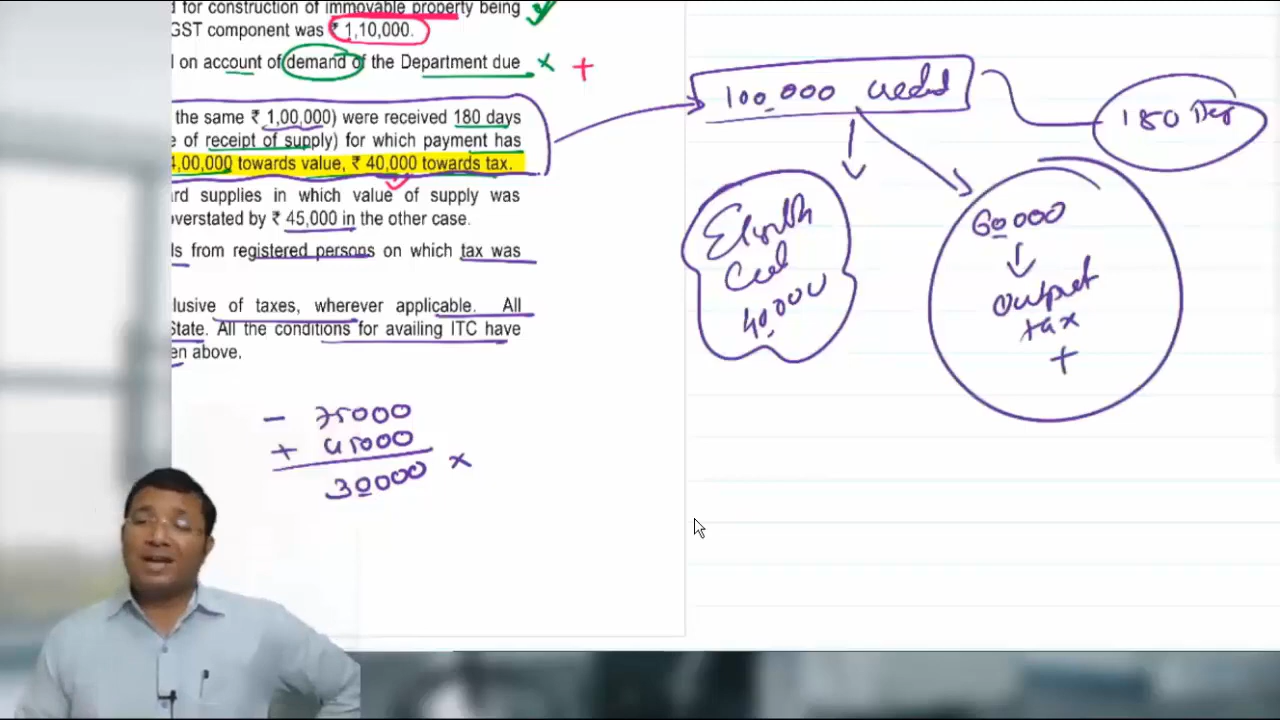 d for construction of immovable property being
GST component was ₹ 1,10,000.
l on account of demand of the Department due
the same ₹ 1,00,000) were received 180 days
e of receipt of supply) for which payment has
4,00,000 towards value, ₹ 40,000 towards tax.
rd supplies in which value of supply was
overstated by ₹ 45,000 in the other case.
ls from registered persons on which tax was
lusive of taxes, wherever applicable. All
State. All the conditions for availing ITC have
en above.
- 75000
+ 45000
30000 x
100,000
180
40,000
60000
output
tax
+